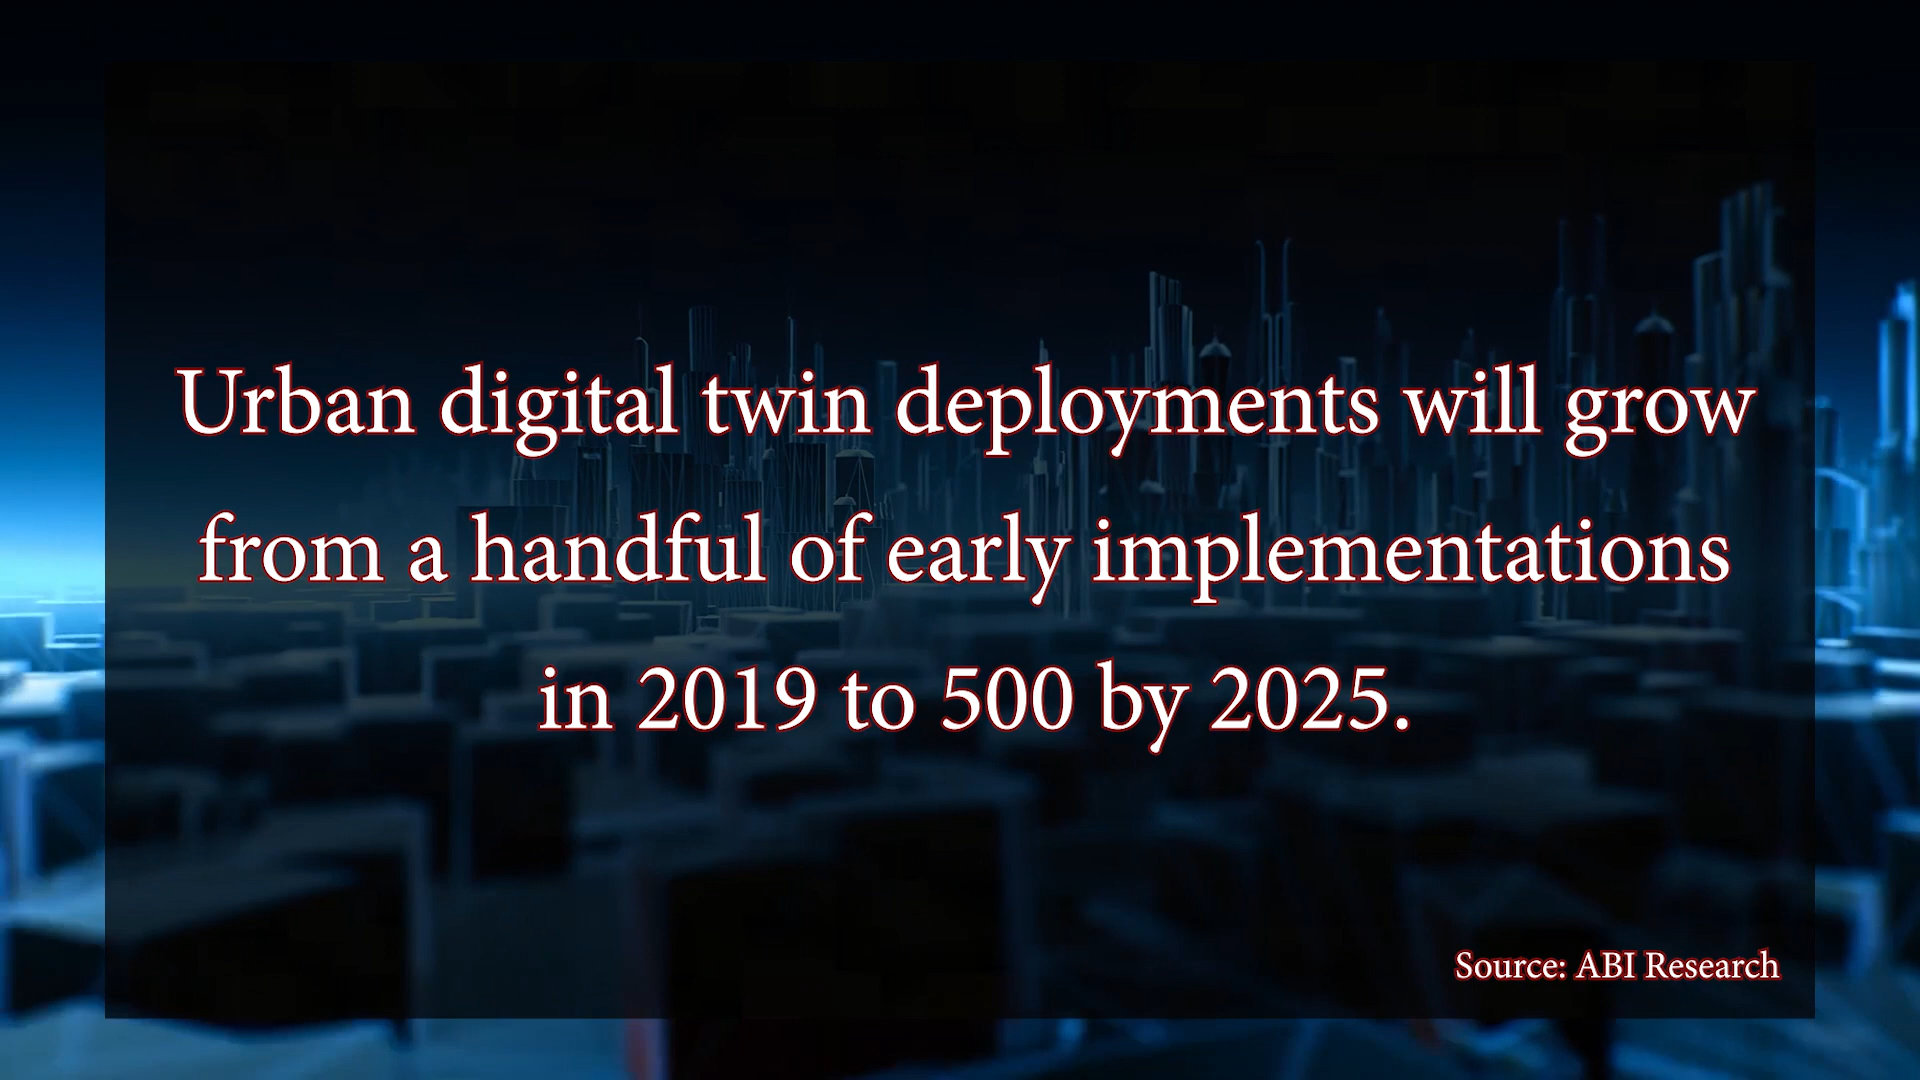 Urban digital twin deployments will grow
from a handful of early implementations
in 2019 to 500 by 2025.
Source: ABI Research